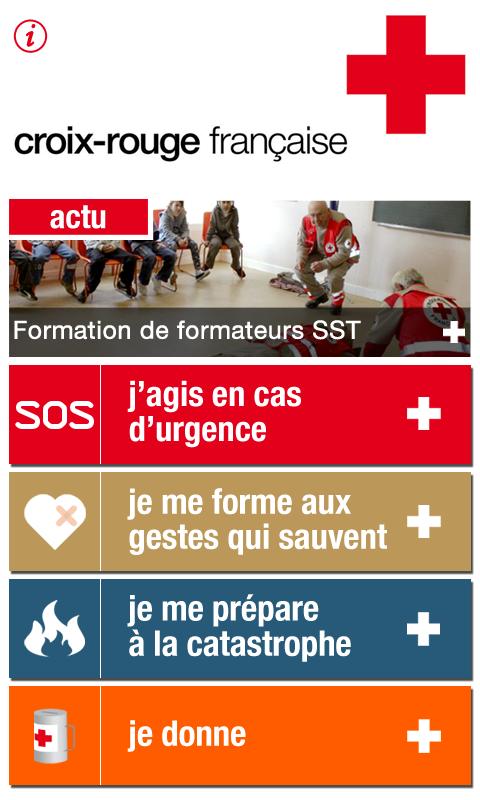 i
croix-rouge française
actu
Formation de formateurs SST
SOS
j’agis en cas
d’urgence
je me forme aux
gestes qui sauvent
je me prépare
à la catastrophe
je donne